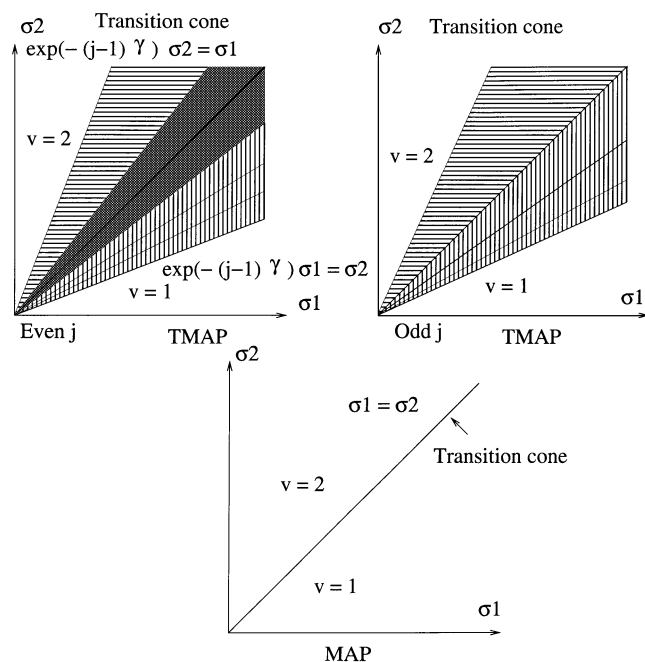 σ2 Transition cone
exp(- (j-1) γ ) σ2 = σ1
v = 2
exp(- (j-1) γ ) σ1 = σ2
v = 1
σ1
Even j TMAP
σ2 Transition cone
v = 2
v = 1
σ1
Odd j TMAP
σ2
σ1 = σ2
Transition cone
v = 2
v = 1
σ1
MAP